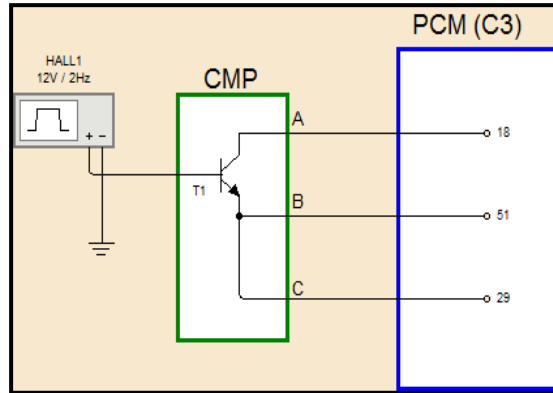 PCM (C3)
HALL1
12V / 2Hz
CMP
+ −
A
18
T1
B
51
C
29